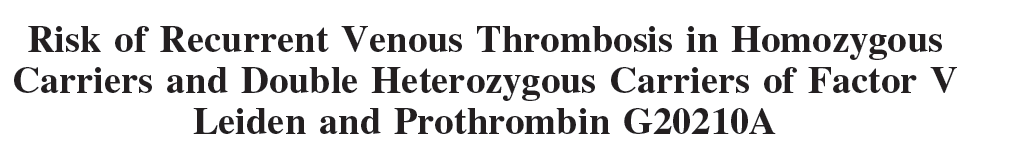 Risk of Recurrent Venous Thrombosis in Homozygous
Carriers and Double Heterozygous Carriers of Factor V
Leiden and Prothrombin G20210A